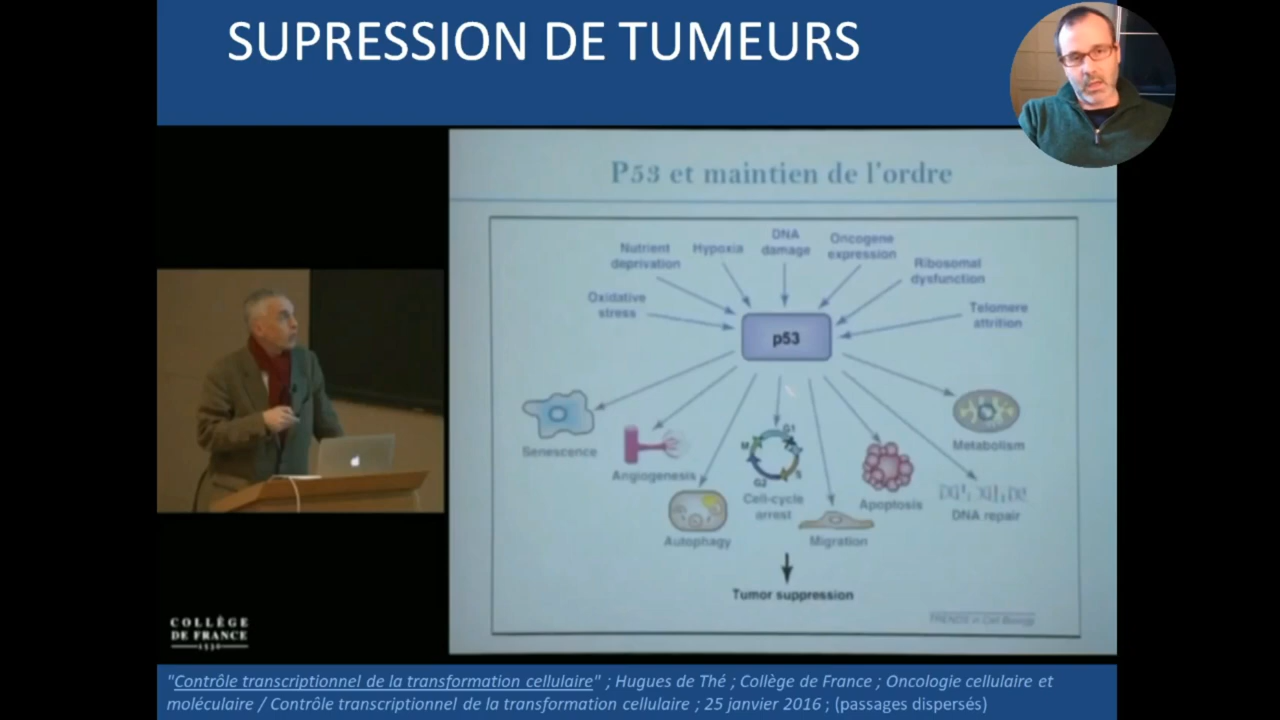 SUPRESSION DE TUMEURS
P53 et maintien de l'ordre
Nutrient
deprivation
Hypoxia
DNA
damage
Oncogene
expression
Ribosomal
dysfunction
Oxidative
stress
Telomere
attrition
p53
Senescence
Angiogenesis
Autophagy
G1
S
G2
M
Cell-cycle
arrest
Migration
Apoptosis
DNA repair
Metabolism
Tumor suppression
TRENDS in Cell Biology
COLLÈGE
DE FRANCE
1530
"Contrôle transcriptionnel de la transformation cellulaire" ; Hugues de Thé ; Collège de France ; Oncologie cellulaire et
moléculaire / Contrôle transcriptionnel de la transformation cellulaire ; 25 janvier 2016 ; (passages dispersés)